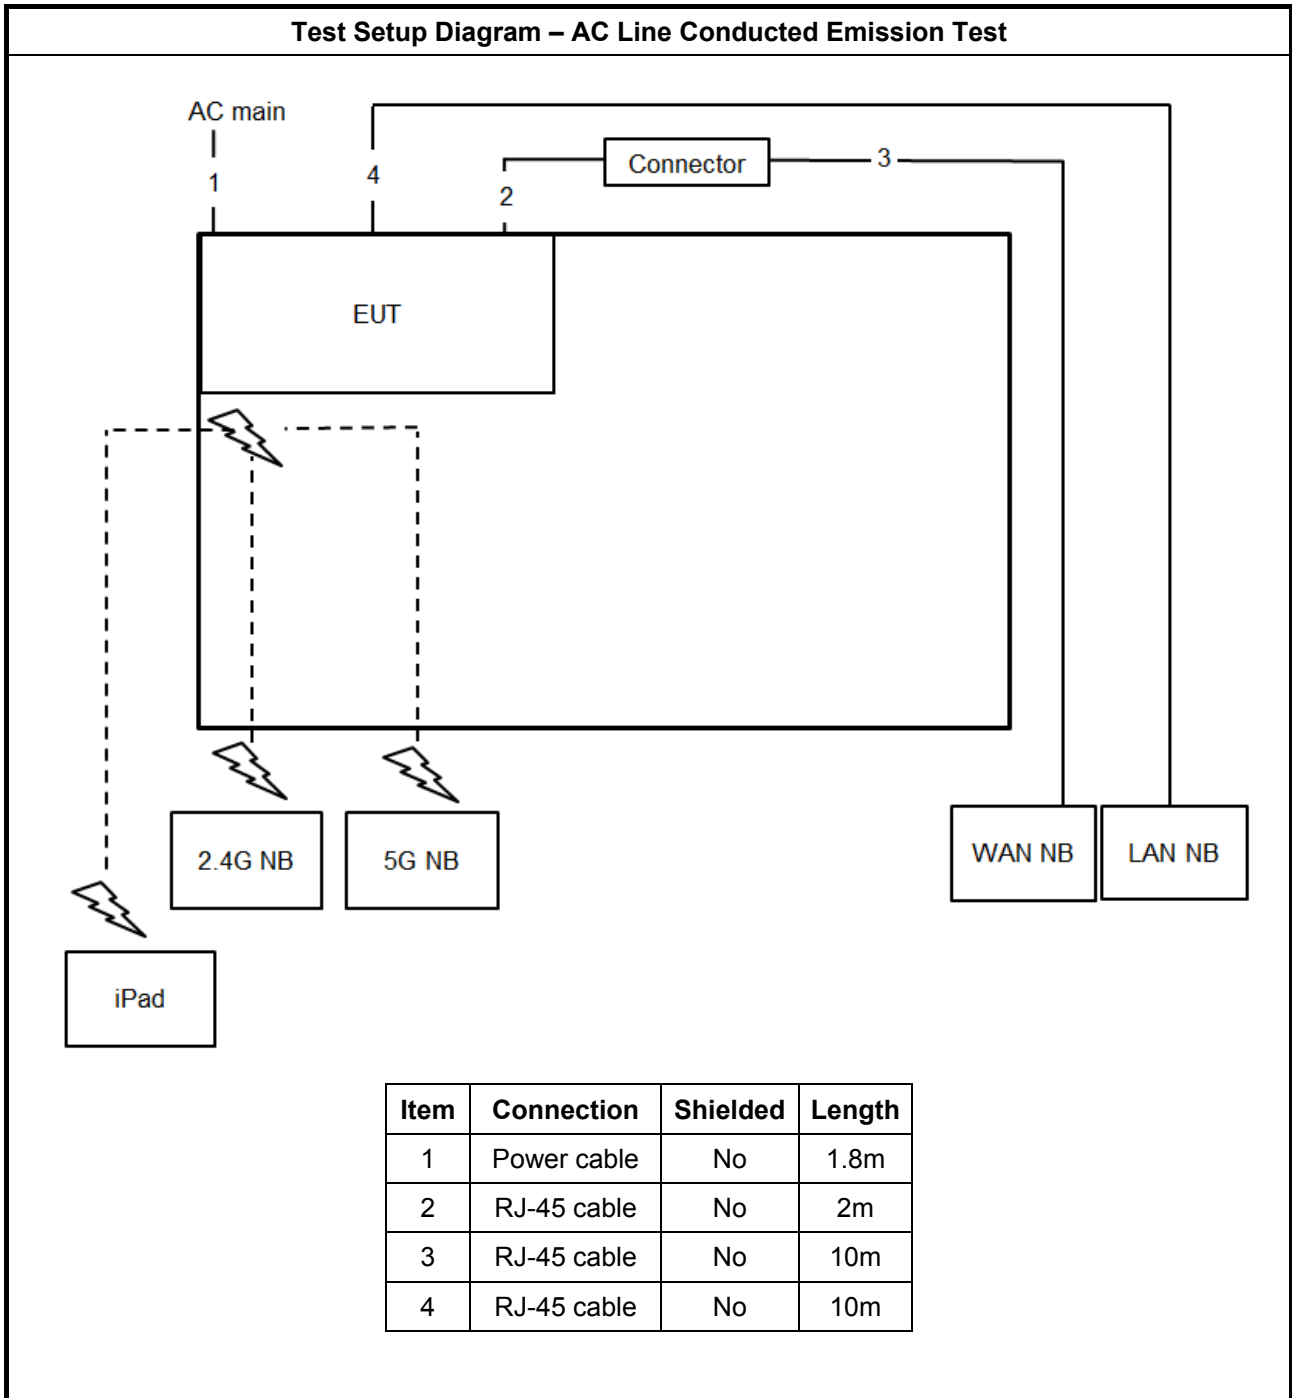 Test Setup Diagram – AC Line Conducted Emission Test
AC main
1
4
2
Connector
3
EUT
2.4G NB
5G NB
WAN NB
LAN NB
iPad
Item Connection Shielded Length
1 Power cable No 1.8m
2 RJ-45 cable No 2m
3 RJ-45 cable No 10m
4 RJ-45 cable No 10m